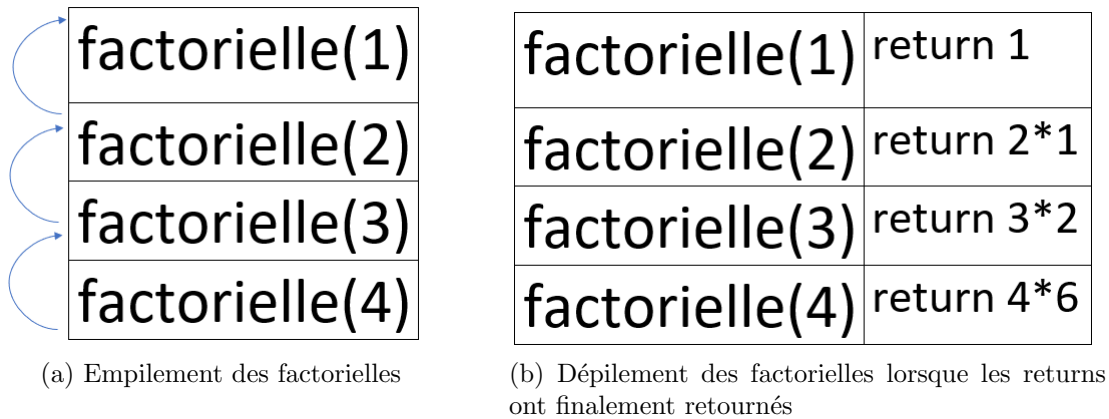 factorielle(1)
factorielle(2)
factorielle(3)
factorielle(4)
(a) Empilement des factorielles
factorielle(1) return 1
factorielle(2) return 2*1
factorielle(3) return 3*2
factorielle(4) return 4*6
(b) Dépilement des factorielles lorsque les returns
ont finalement retournés